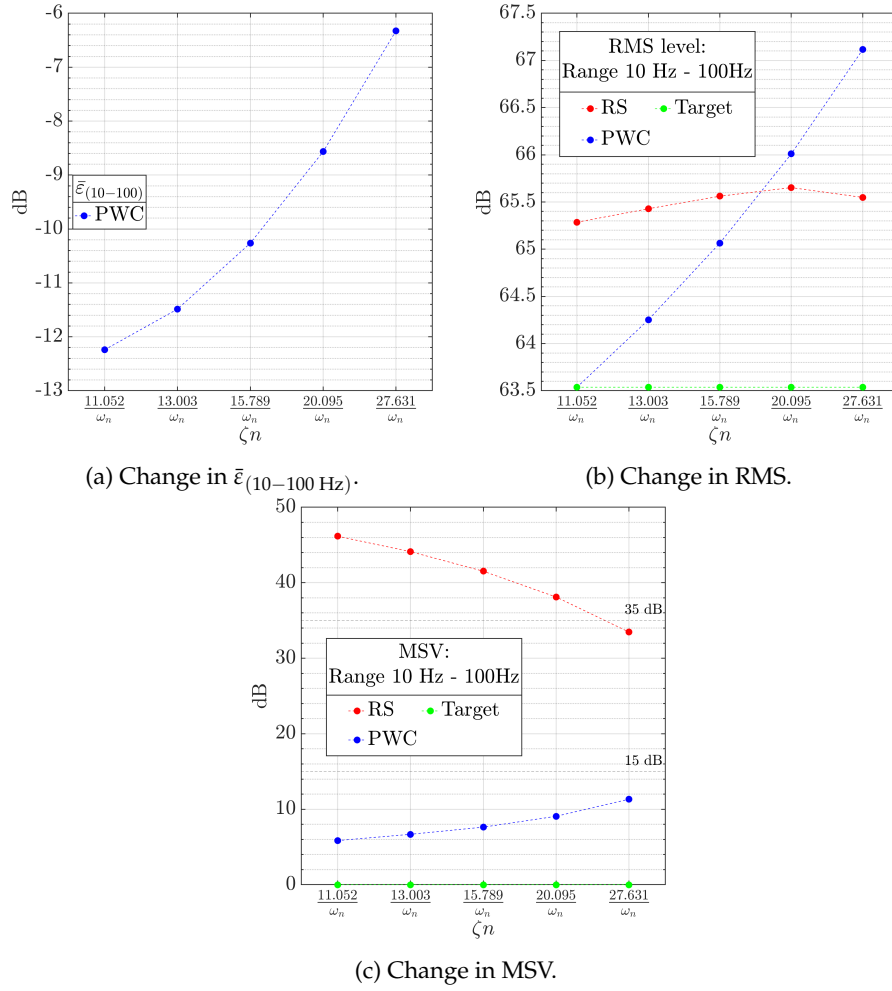 -6
-7
-8
-9
-10
-11
-12
-13
dB
ε̄(10−100)
PWC
11.052/ωn 13.003/ωn 15.789/ωn 20.095/ωn 27.631/ωn
ζn
(a) Change in ε̄(10−100 Hz).
67.5
67
66.5
66
65.5
65
64.5
64
63.5
dB
RMS level:
Range 10 Hz - 100Hz
RS Target
PWC
11.052/ωn 13.003/ωn 15.789/ωn 20.095/ωn 27.631/ωn
ζn
(b) Change in RMS.
50
40
30
20
10
0
dB
35 dB
MSV:
Range 10 Hz - 100Hz
RS Target
PWC
15 dB
11.052/ωn 13.003/ωn 15.789/ωn 20.095/ωn 27.631/ωn
ζn
(c) Change in MSV.